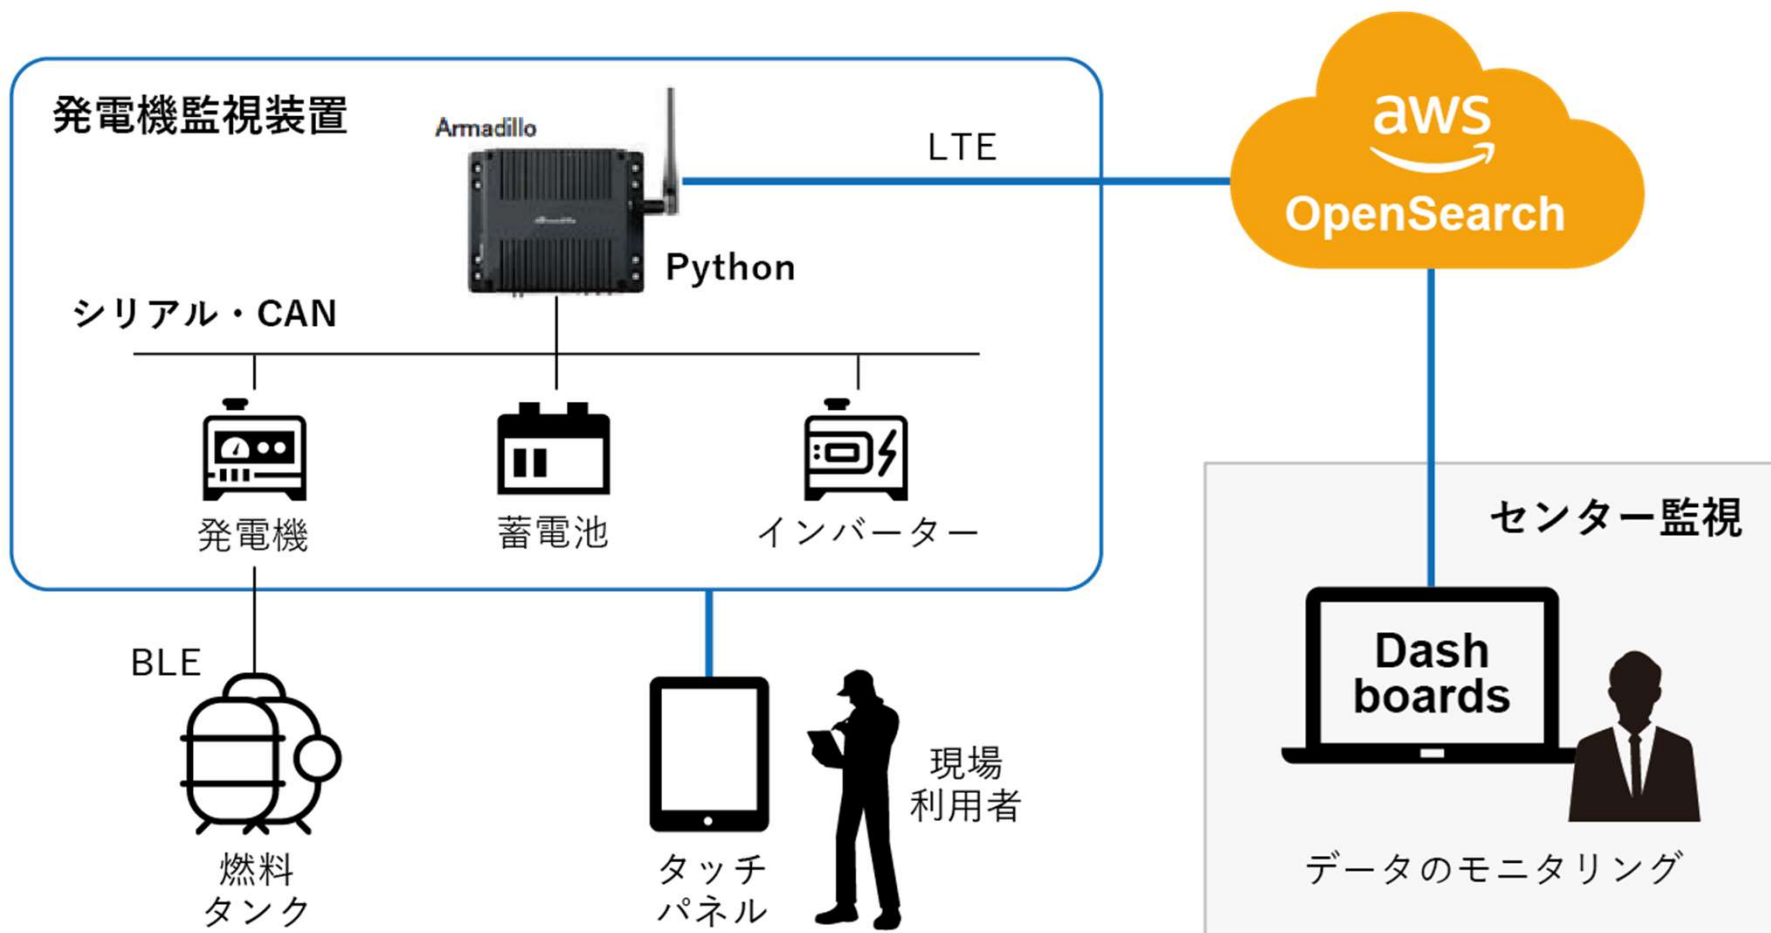 発電機監視装置
Armadillo
LTE
aws
OpenSearch
Python
シリアル・CAN
発電機
蓄電池
インバーター
センター監視
BLE
Dash
boards
現場
利用者
燃料
タンク
タッチ
パネル
データのモニタリング